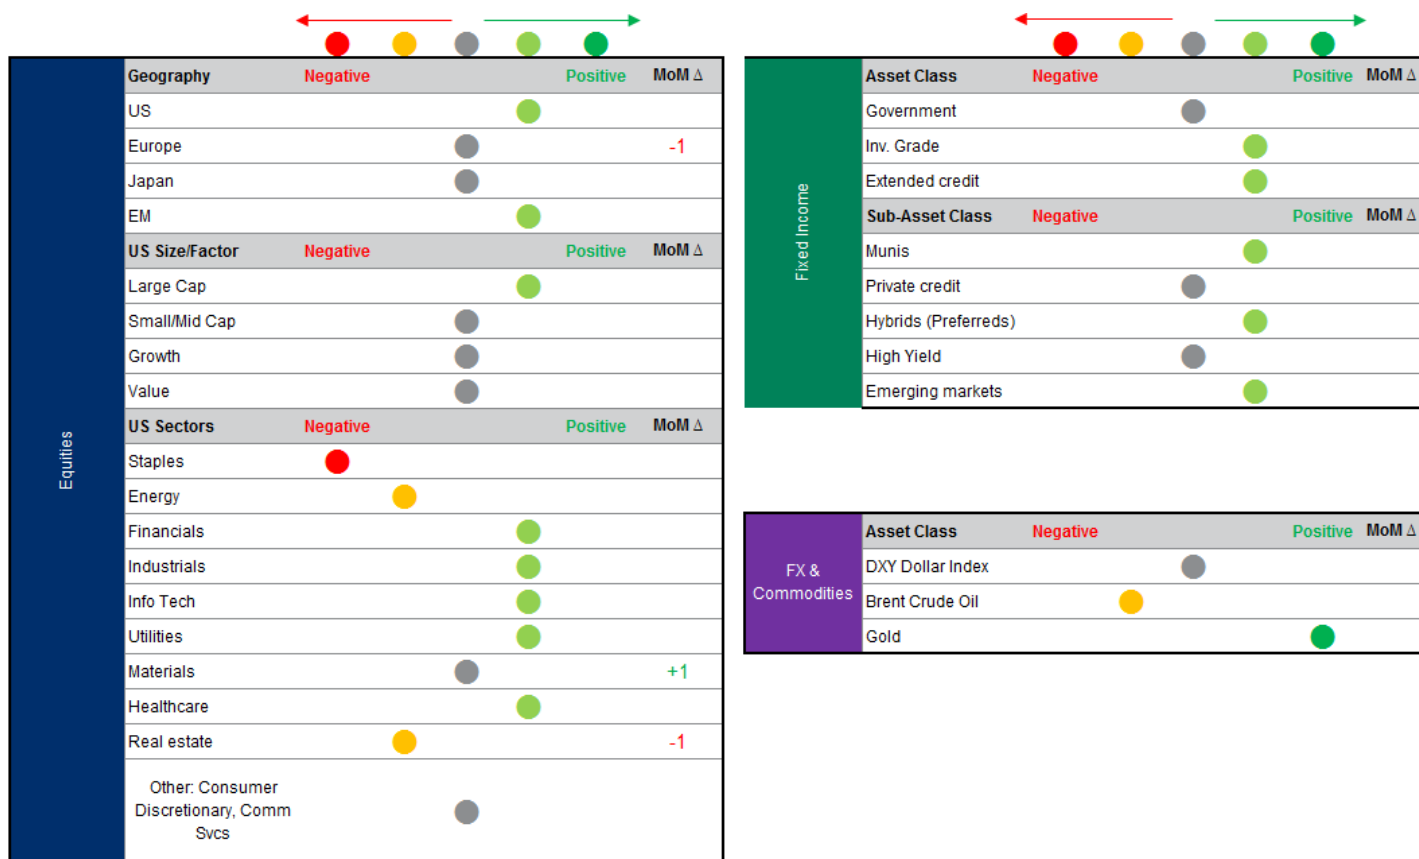 Equities
Geography Negative Positive MoM Δ
US
Europe -1
Japan
EM
US Size/Factor Negative Positive MoM Δ
Large Cap
Small/Mid Cap
Growth
Value
US Sectors Negative Positive MoM Δ
Staples
Energy
Financials
Industrials
Info Tech
Utilities
Materials +1
Healthcare
Real estate -1
Other: Consumer
Discretionary, Comm
Svcs
Fixed Income
Asset Class Negative Positive MoM Δ
Government
Inv. Grade
Extended credit
Sub-Asset Class Negative Positive MoM Δ
Munis
Private credit
Hybrids (Preferreds)
High Yield
Emerging markets
FX &
Commodities
Asset Class Negative Positive MoM Δ
DXY Dollar Index
Brent Crude Oil
Gold